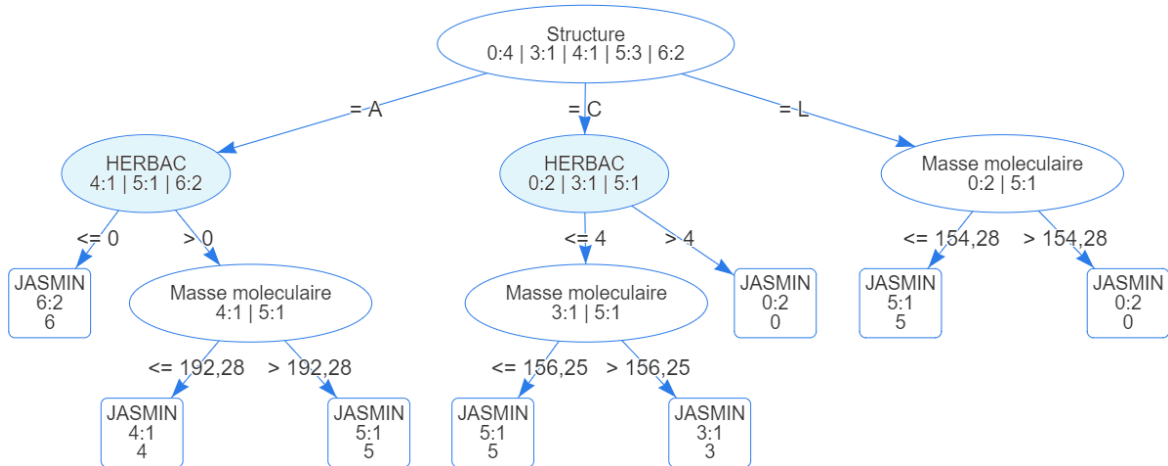 Structure
0:4 | 3:1 | 4:1 | 5:3 | 6:2
= A
= C
= L
HERBAC
4:1 | 5:1 | 6:2
HERBAC
0:2 | 3:1 | 5:1
Masse moleculaire
0:2 | 5:1
<= 0
> 0
<= 4
> 4
<= 154,28
> 154,28
JASMIN
6:2
6
Masse moleculaire
4:1 | 5:1
Masse moleculaire
3:1 | 5:1
JASMIN
0:2
0
JASMIN
5:1
5
JASMIN
0:2
0
<= 192,28
> 192,28
<= 156,25
> 156,25
JASMIN
4:1
4
JASMIN
5:1
5
JASMIN
5:1
5
JASMIN
3:1
3